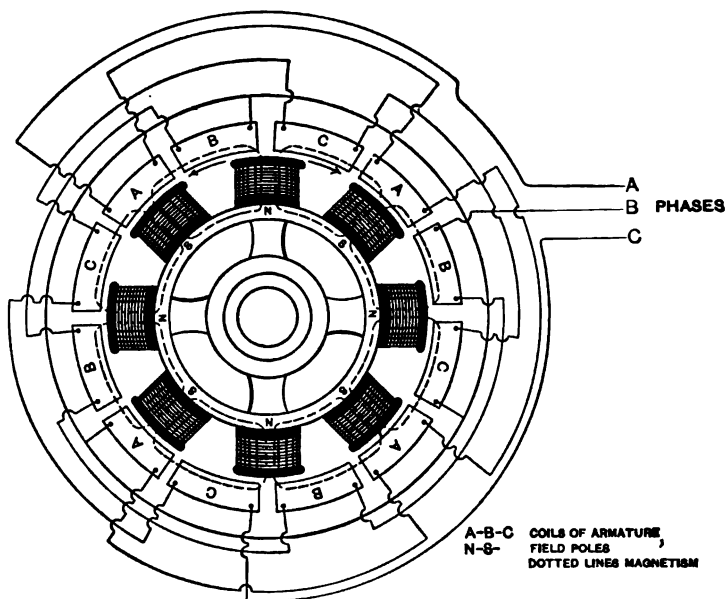 B C
A A
A
B PHASES
C
N
S S
C B
N N
B C
S S
N
A A
C B
A-B-C COILS OF ARMATURE,
N-S- FIELD POLES
DOTTED LINES MAGNETISM